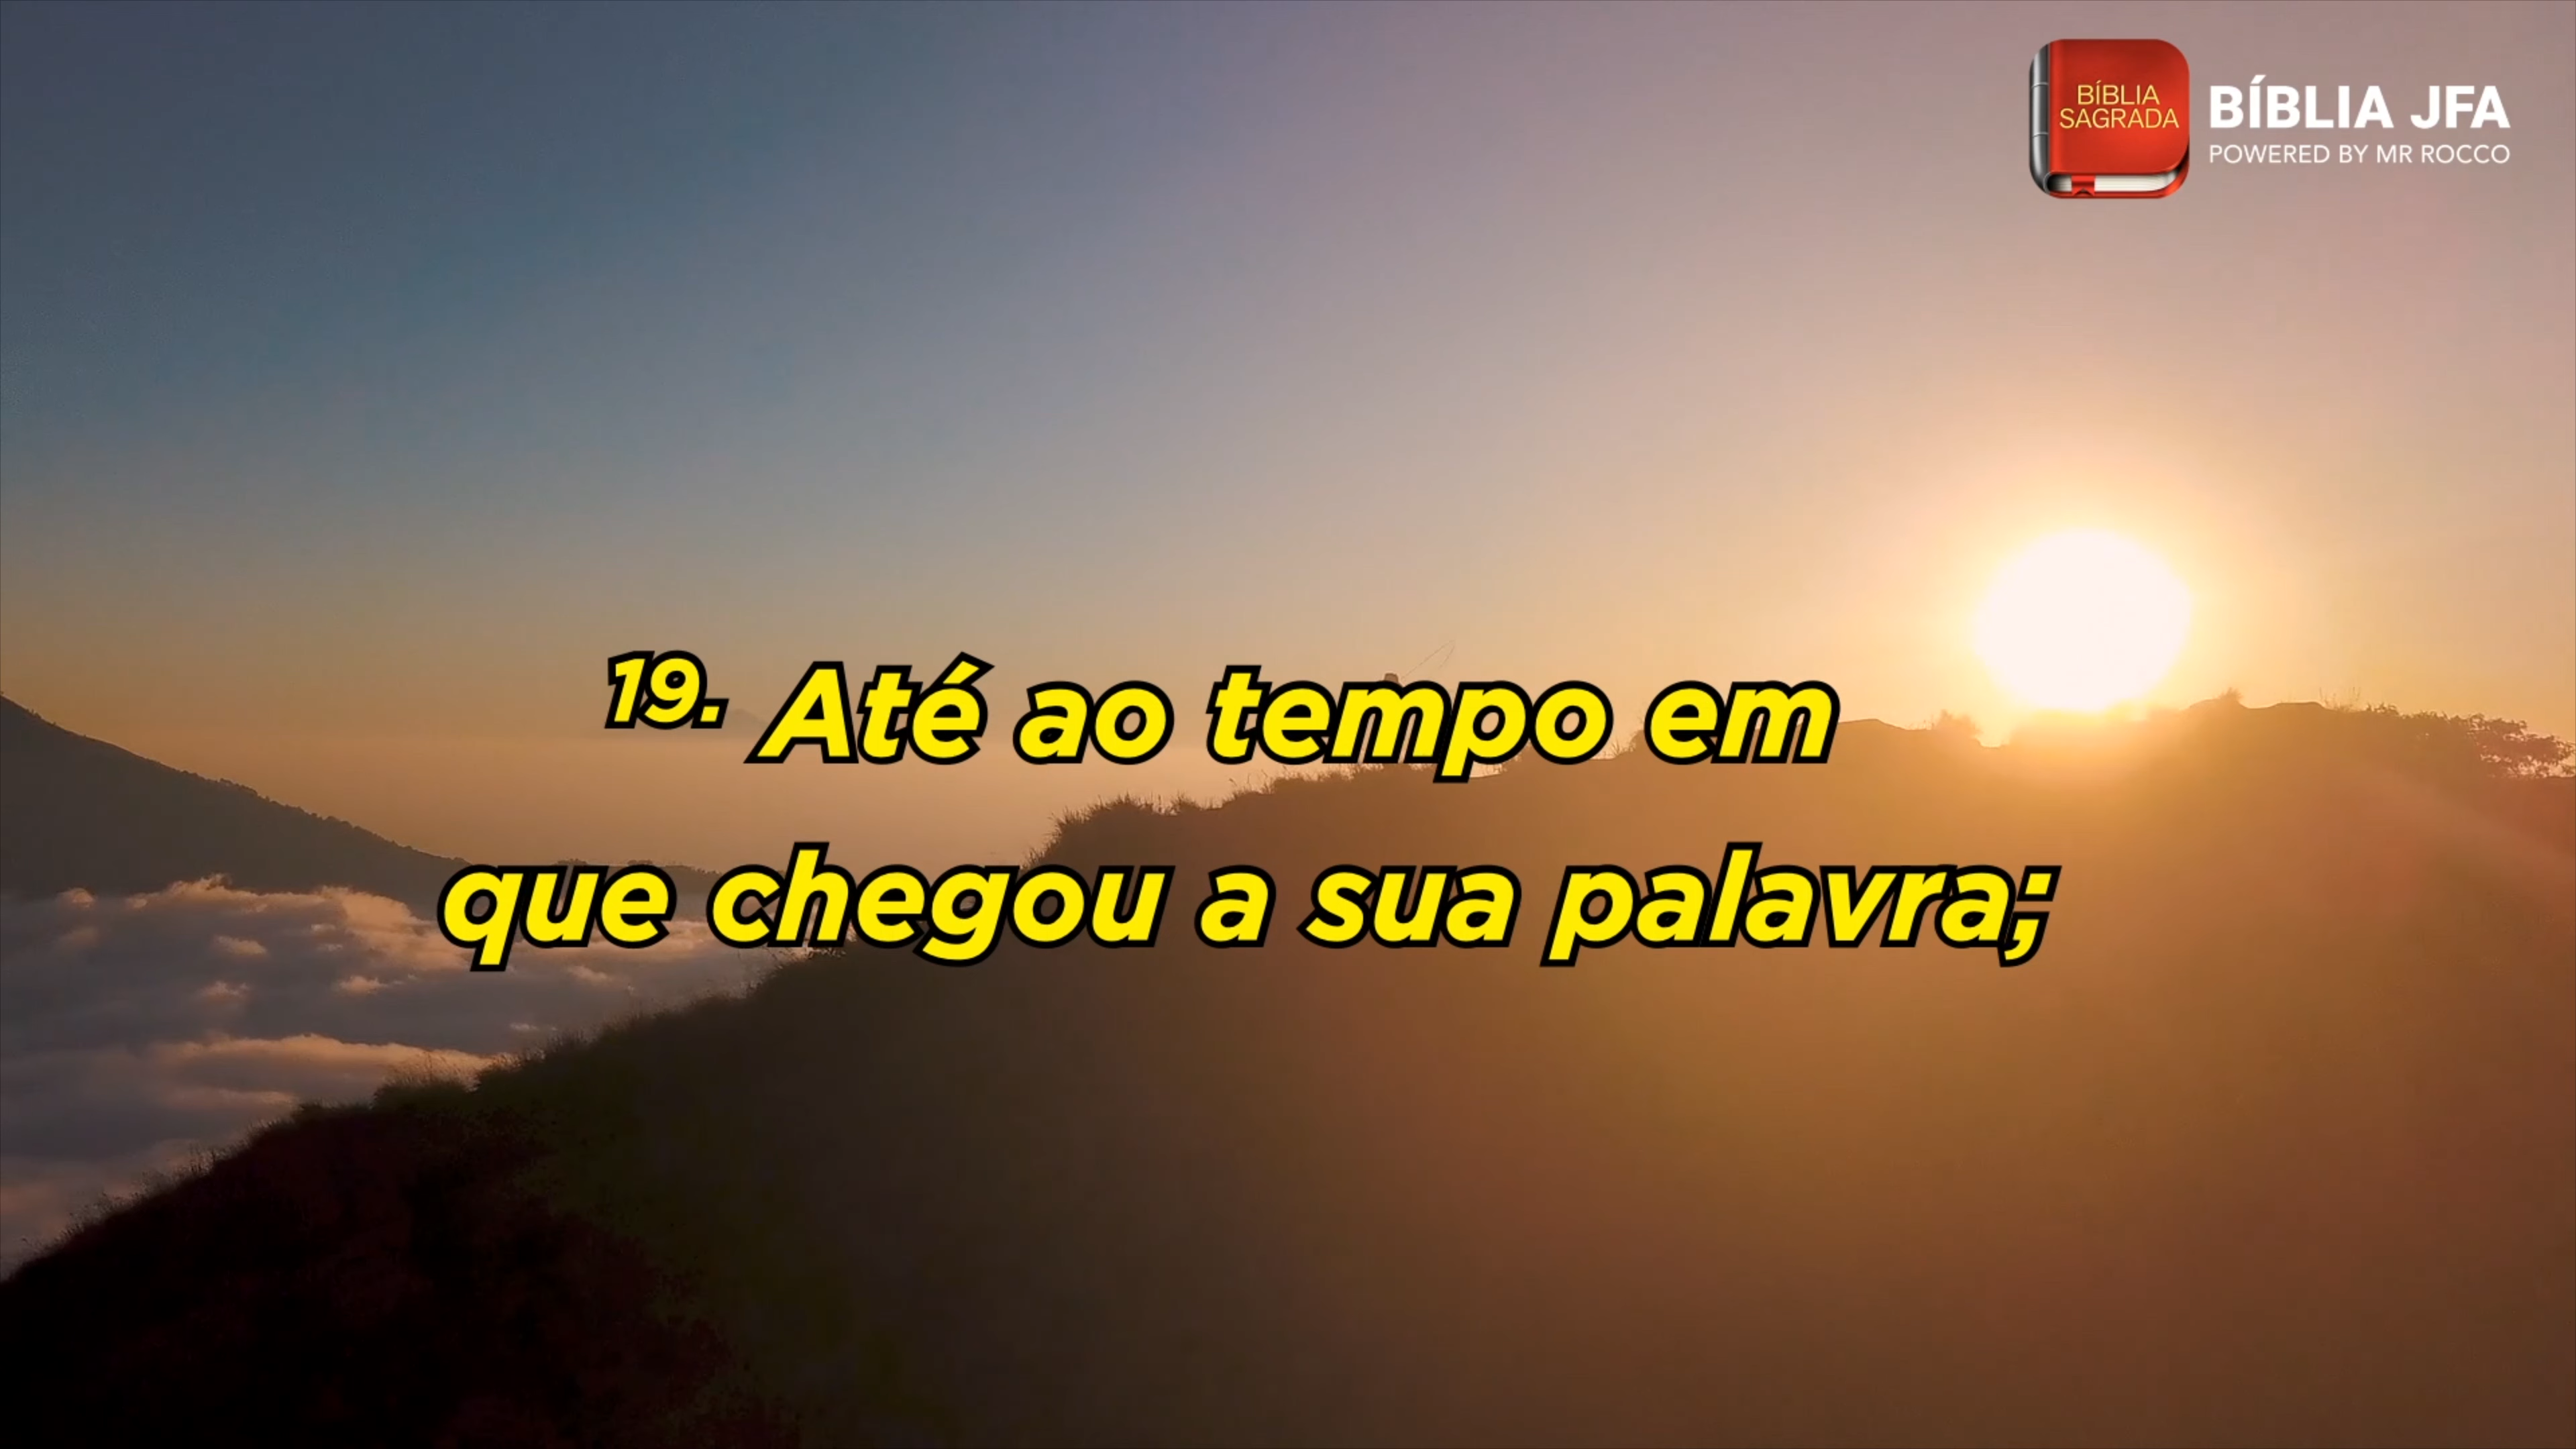 BÍBLIA
SAGRADA
BÍBLIA JFA
POWERED BY MR ROCCO
19. Até ao tempo em
que chegou a sua palavra;